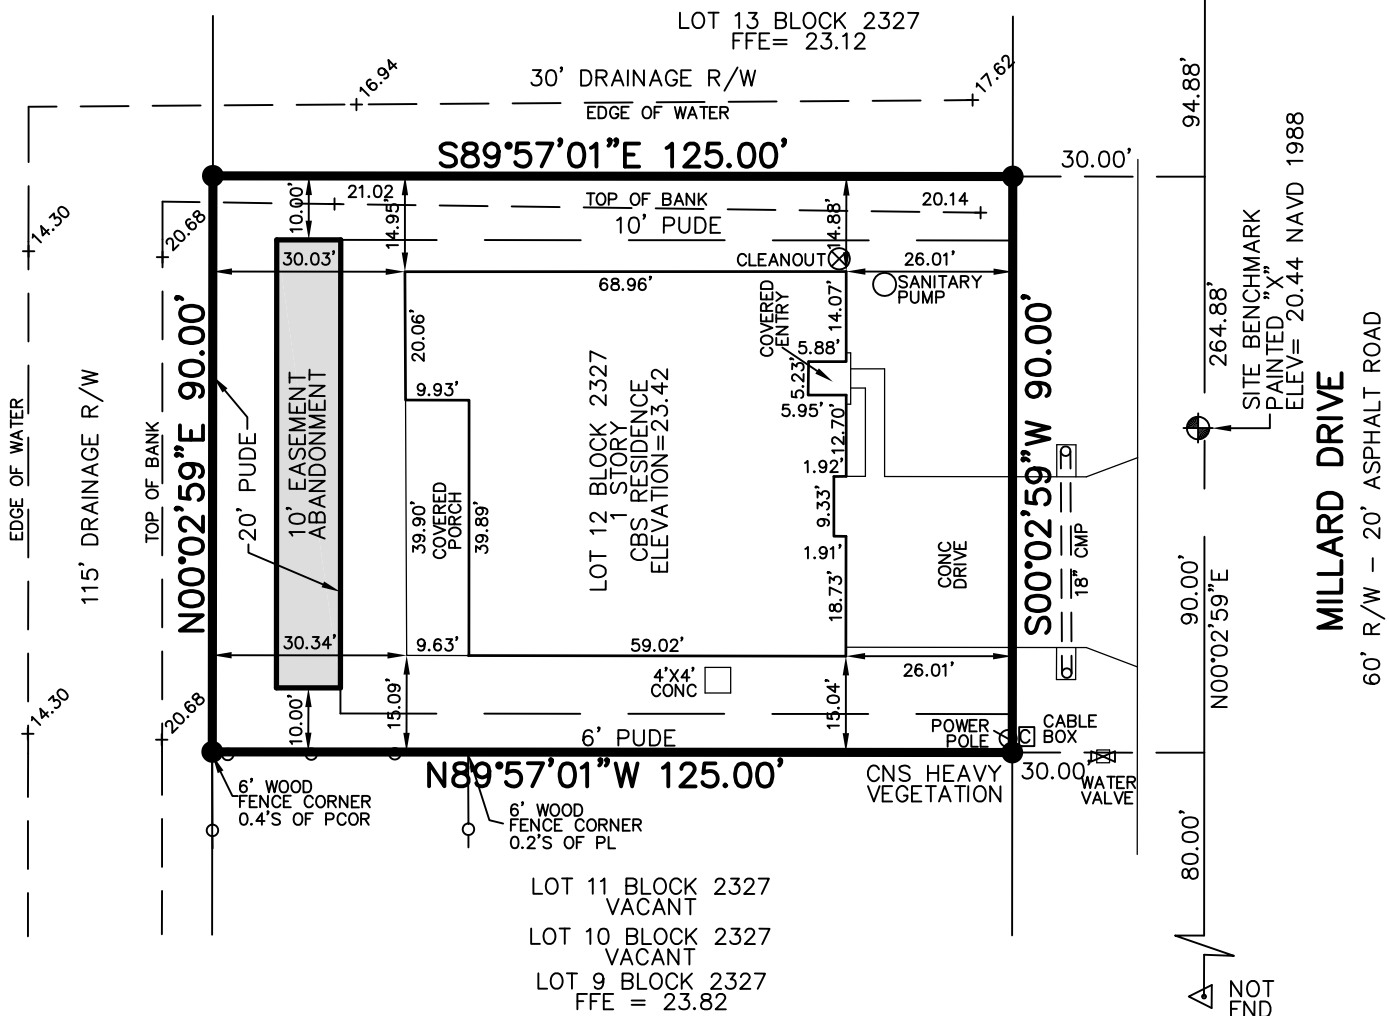 LOT 13 BLOCK 2327
FFE= 23.12
16.94
30' DRAINAGE R/W
17.62
EDGE OF WATER
94.88'
S89°57'01"E 125.00'
30.00'
10.00'
21.02
14.95'
TOP OF BANK
14.88'
20.14
10' PUDE
14.30
20.68
30.03'
CLEANOUT
26.01'
68.96'
SANITARY
PUMP
COVERED
ENTRY
14.07'
264.88'
SITE BENCHMARK
PAINTED "X"
ELEV= 20.44 NAVD 1988
N00°02'59"E 90.00'
20.06'
9.93'
5.88'
5.23'
5.95'
12.70'
S00°02'59"W 90.00'
EDGE OF WATER
115' DRAINAGE R/W
TOP OF BANK
20' PUDE
10' EASEMENT
ABANDONMENT
39.90'
COVERED
PORCH
39.89'
LOT 12 BLOCK 2327
1 STORY
CBS RESIDENCE
ELEVATION=23.42
1.92'
9.33'
1.91'
18.73'
CONC
DRIVE
18" CMP
90.00'
N00°02'59"E
MILLARD DRIVE
60' R/W - 20' ASPHALT ROAD
30.34'
9.63'
59.02'
26.01'
14.30
20.68
10.00'
15.09'
4'X4'
CONC
15.04'
6' PUDE
POWER
POLE
C
CABLE
BOX
N89°57'01"W 125.00'
CNS HEAVY
VEGETATION
30.00'
WATER
VALVE
6' WOOD
FENCE CORNER
0.4'S OF PCOR
6' WOOD
FENCE CORNER
0.2'S OF PL
80.00'
LOT 11 BLOCK 2327
VACANT
LOT 10 BLOCK 2327
VACANT
LOT 9 BLOCK 2327
FFE = 23.82
NOT
FND